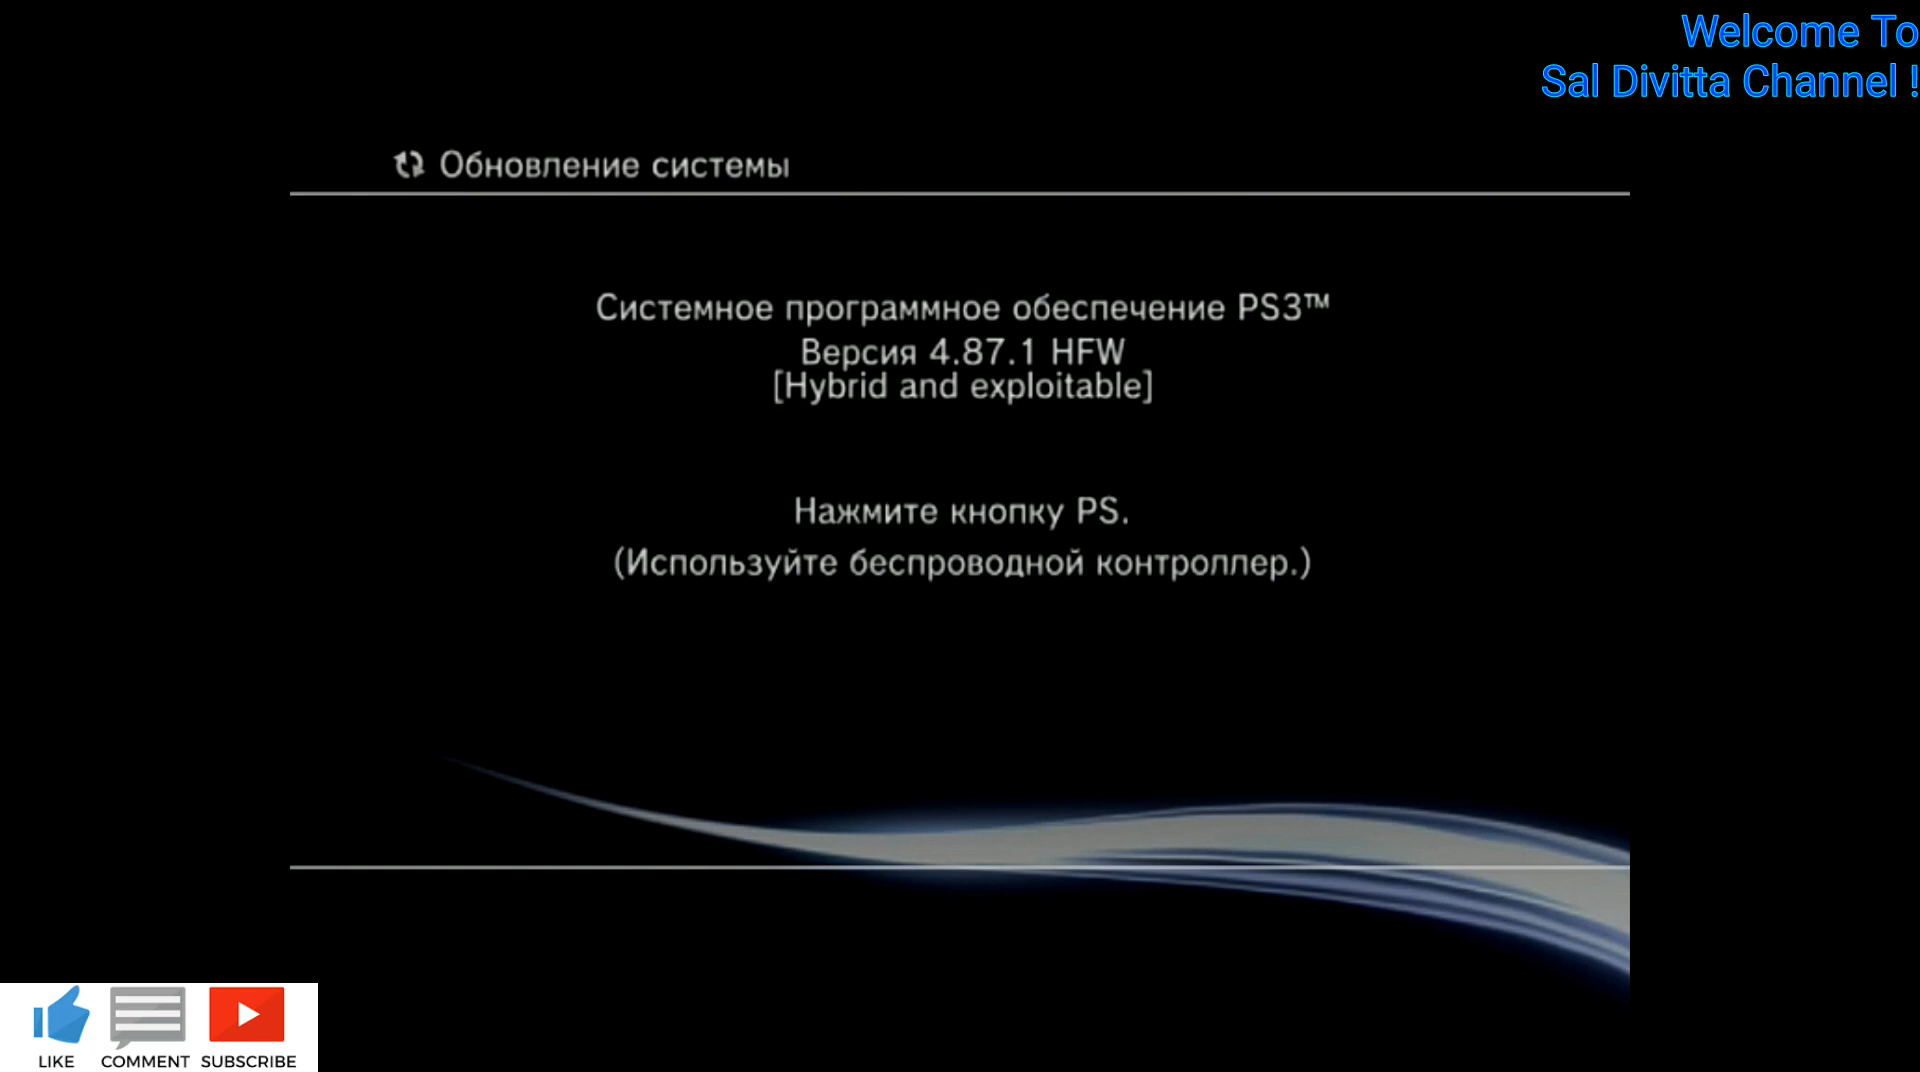 Welcome To
Sal Divitta Channel !
Обновление системы
Системное программное обеспечение PS3™
Версия 4.87.1 HFW
[Hybrid and exploitable]
Нажмите кнопку PS.
(Используйте беспроводной контроллер.)
LIKE COMMENT SUBSCRIBE